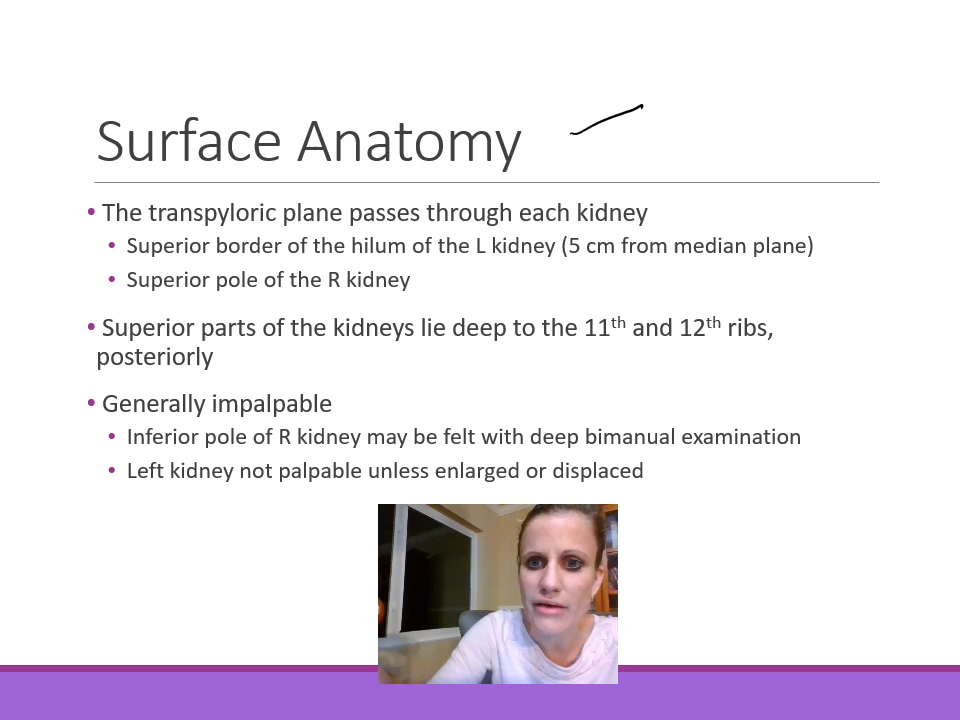 Surface Anatomy
• The transpyloric plane passes through each kidney
• Superior border of the hilum of the L kidney (5 cm from median plane)
• Superior pole of the R kidney
• Superior parts of the kidneys lie deep to the 11th and 12th ribs,
posteriorly
• Generally impalpable
• Inferior pole of R kidney may be felt with deep bimanual examination
• Left kidney not palpable unless enlarged or displaced